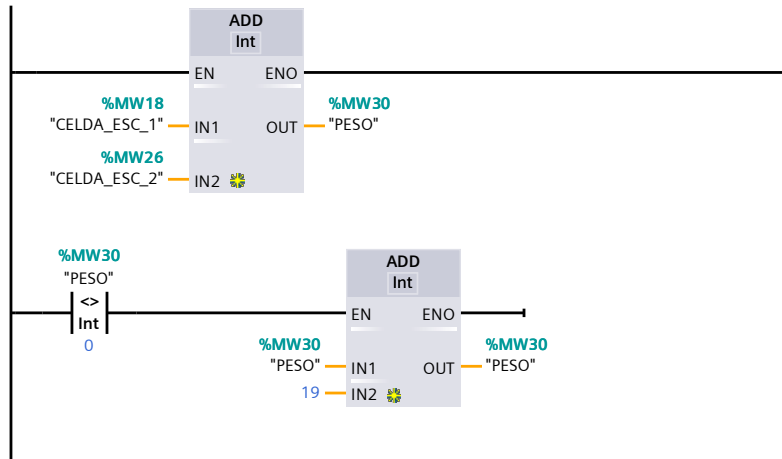 ADD
Int
EN ENO
%MW18
"CELDA_ESC_1" IN1
OUT %MW30
"PESO"
%MW26
"CELDA_ESC_2" IN2
%MW30
"PESO"
<>
Int
0
ADD
Int
EN ENO
%MW30
"PESO" IN1
OUT %MW30
"PESO"
19 IN2